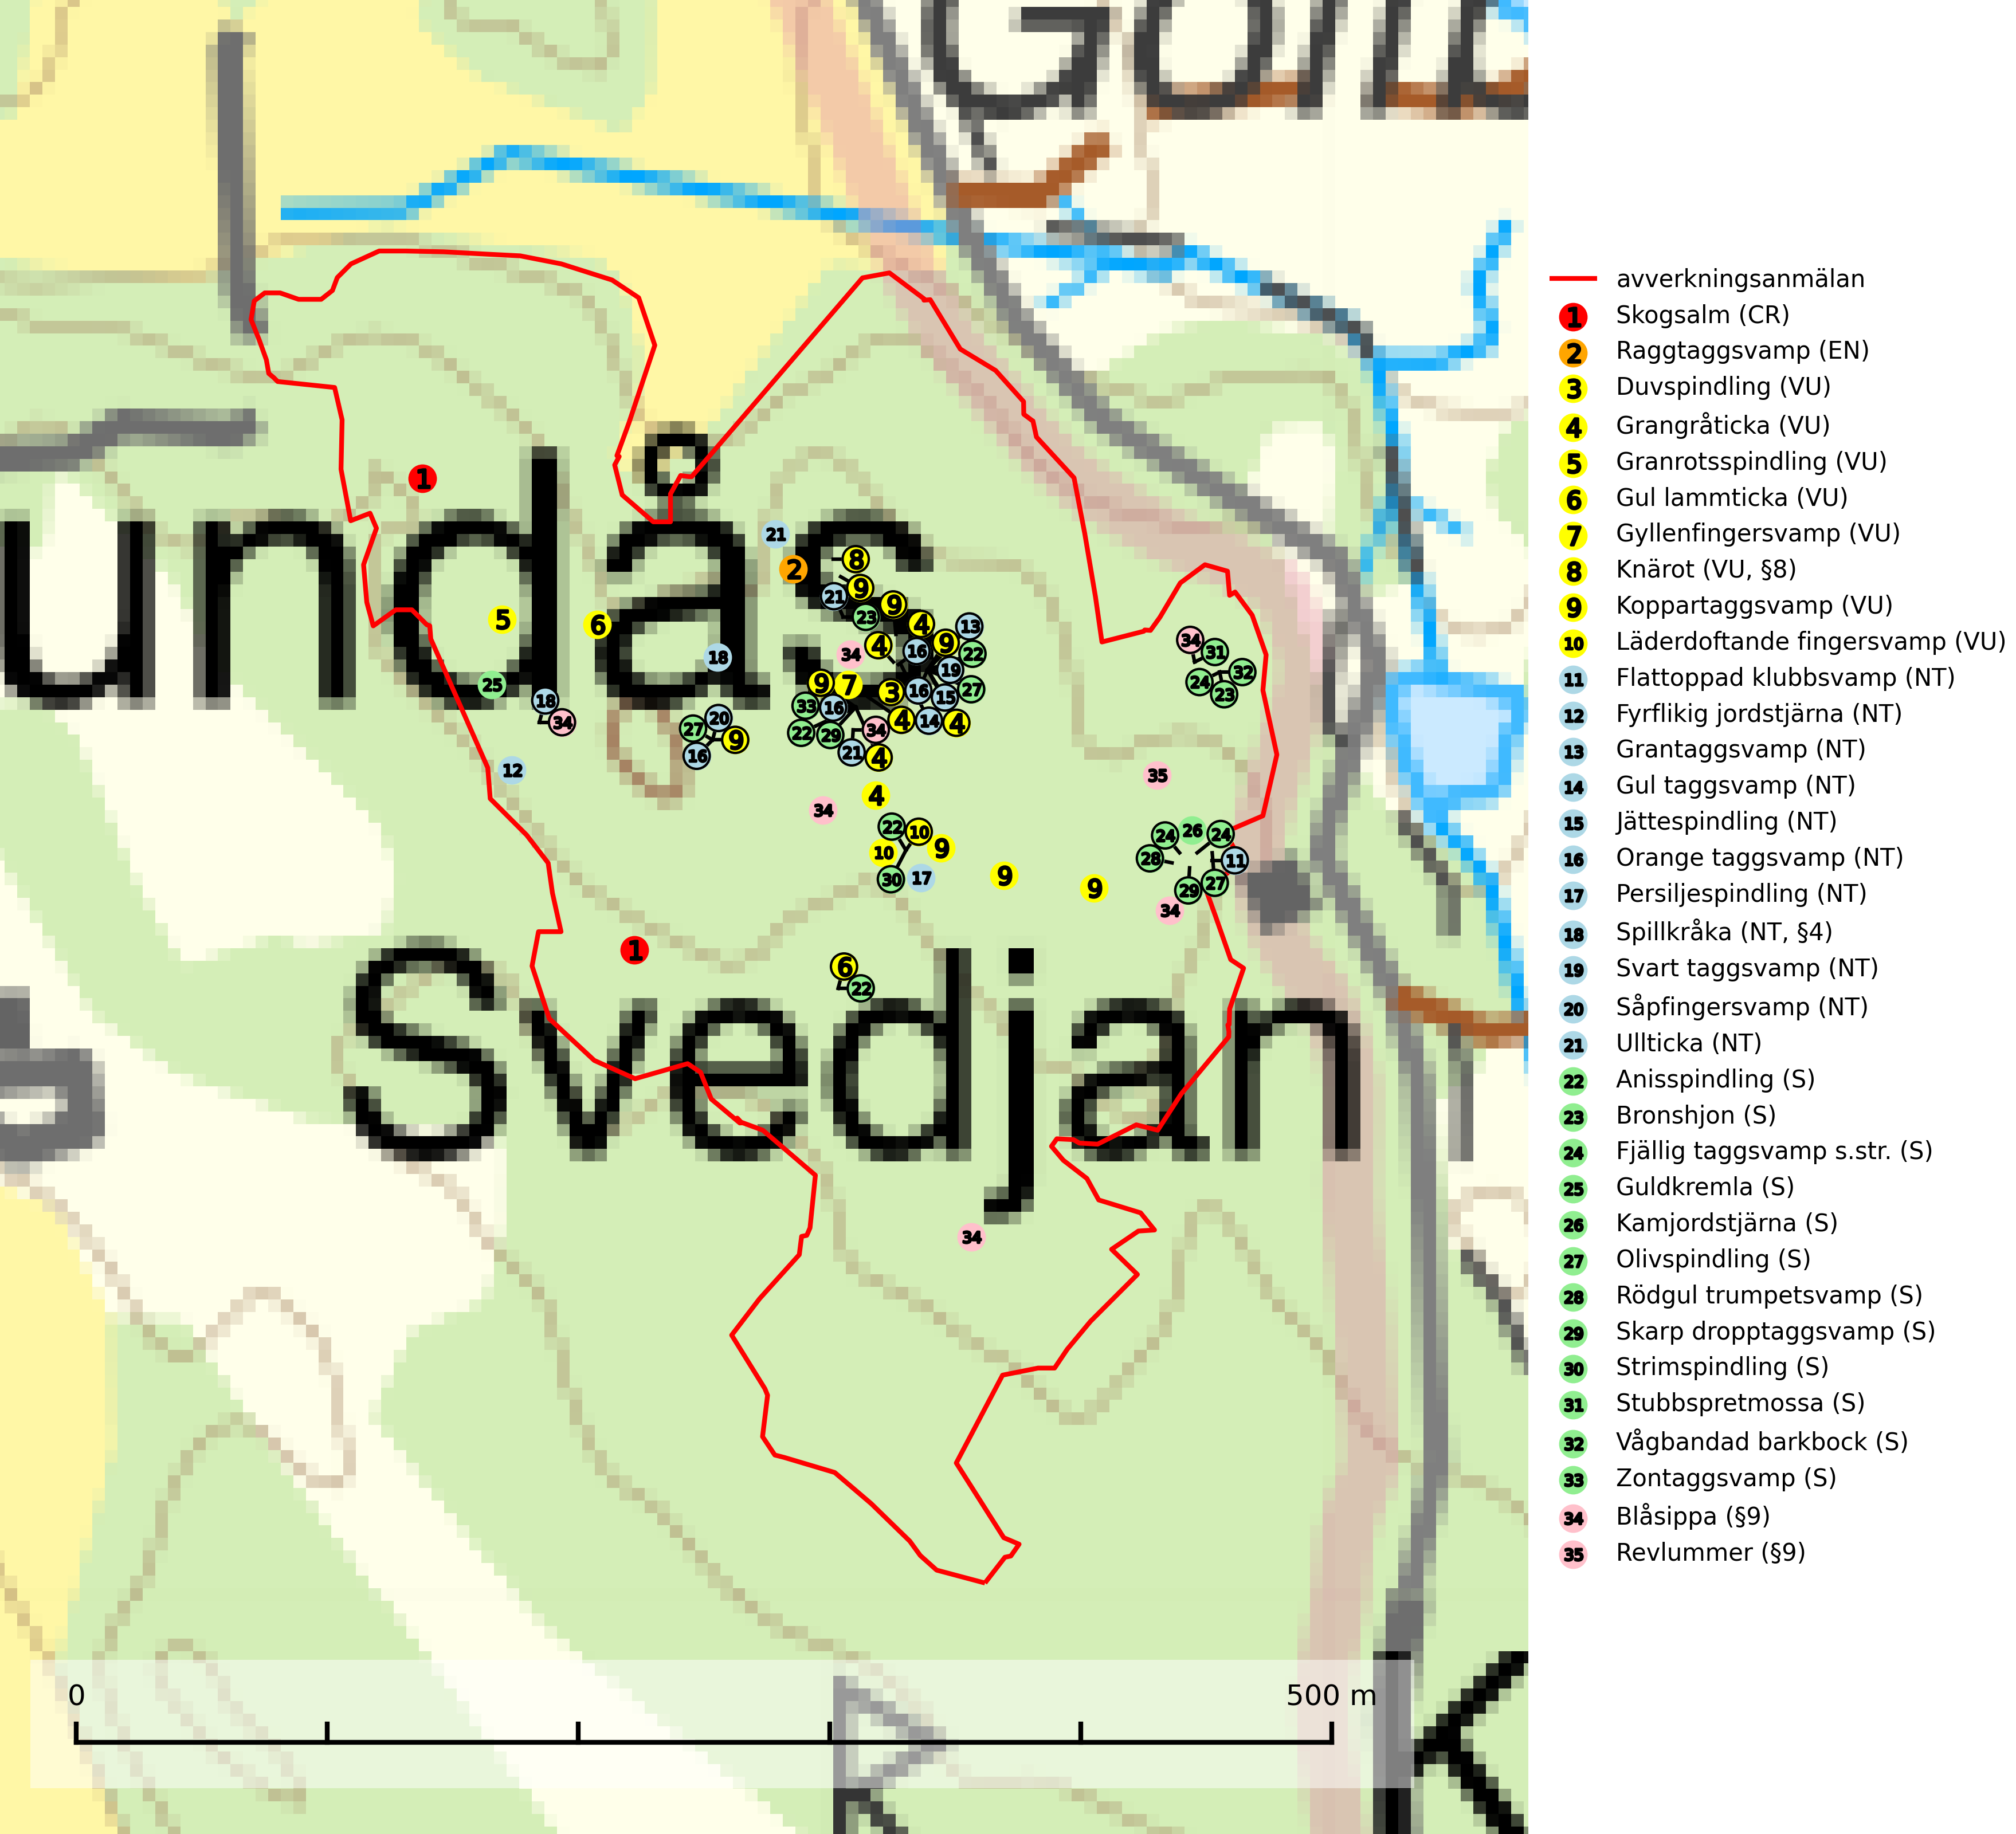 undås
Svedjan
0
500 m
avverkningsanmälan
1 Skogsalm (CR)
2 Raggtaggsvamp (EN)
3 Duvspindling (VU)
4 Grangråticka (VU)
5 Granrotsspindling (VU)
6 Gul lammticka (VU)
7 Gyllenfingersvamp (VU)
8 Knärot (VU, §8)
9 Koppartaggsvamp (VU)
10 Läderdoftande fingersvamp (VU)
11 Flattoppad klubbsvamp (NT)
12 Fyrflikig jordstjärna (NT)
13 Grantaggsvamp (NT)
14 Gul taggsvamp (NT)
15 Jättespindling (NT)
16 Orange taggsvamp (NT)
17 Persiljespindling (NT)
18 Spillkråka (NT, §4)
19 Svart taggsvamp (NT)
20 Såpfingersvamp (NT)
21 Ullticka (NT)
22 Anisspindling (S)
23 Bronshjon (S)
24 Fjällig taggsvamp s.str. (S)
25 Guldkremla (S)
26 Kamjordstjärna (S)
27 Olivspindling (S)
28 Rödgul trumpetsvamp (S)
29 Skarp dropptaggsvamp (S)
30 Strimspindling (S)
31 Stubbspretmossa (S)
32 Vågbandad barkbock (S)
33 Zontaggsvamp (S)
34 Blåsippa (§9)
35 Revlummer (§9)